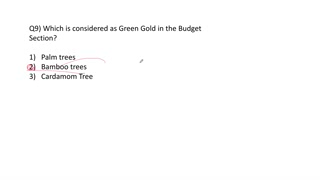 Q9) Which is considered as Green Gold in the Budget
Section?
1) Palm trees
2) Bamboo trees
3) Cardamom Tree